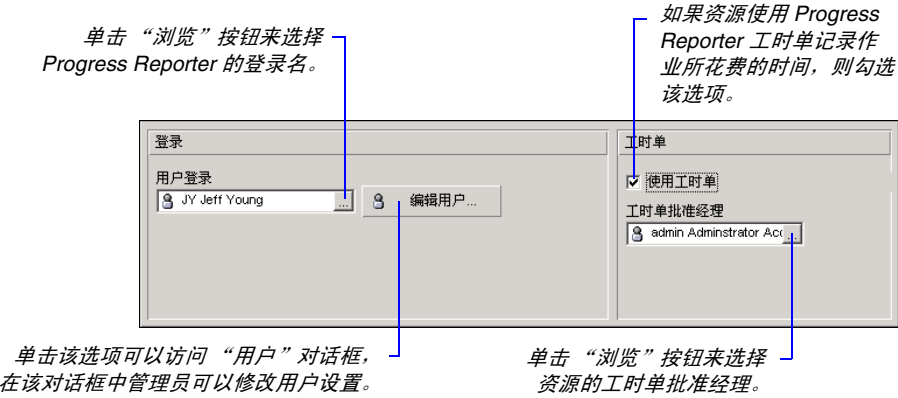 单击 “浏览”按钮来选择
Progress Reporter 的登录名。
如果资源使用 Progress
Reporter 工时单记录作
业所花费的时间，则勾选
该选项。
登录
工时单
用户登录
JY Jeff Young
...
编辑用户...
使用工时单
工时单批准经理
admin Adminstrator Acc
...
单击该选项可以访问 “用户”对话框，
在该对话框中管理员可以修改用户设置。
单击 “浏览”按钮来选择
资源的工时单批准经理。